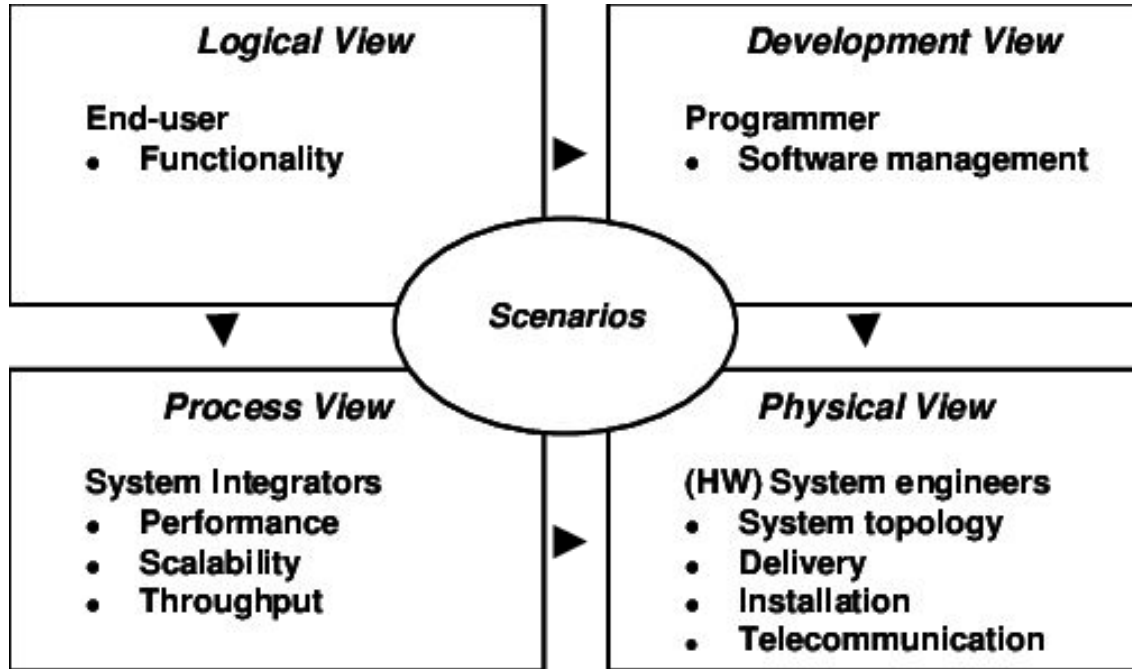 Logical View
End-user
• Functionality
Development View
Programmer
• Software management
Scenarios
Process View
System Integrators
• Performance
• Scalability
• Throughput
Physical View
(HW) System engineers
• System topology
• Delivery
• Installation
• Telecommunication